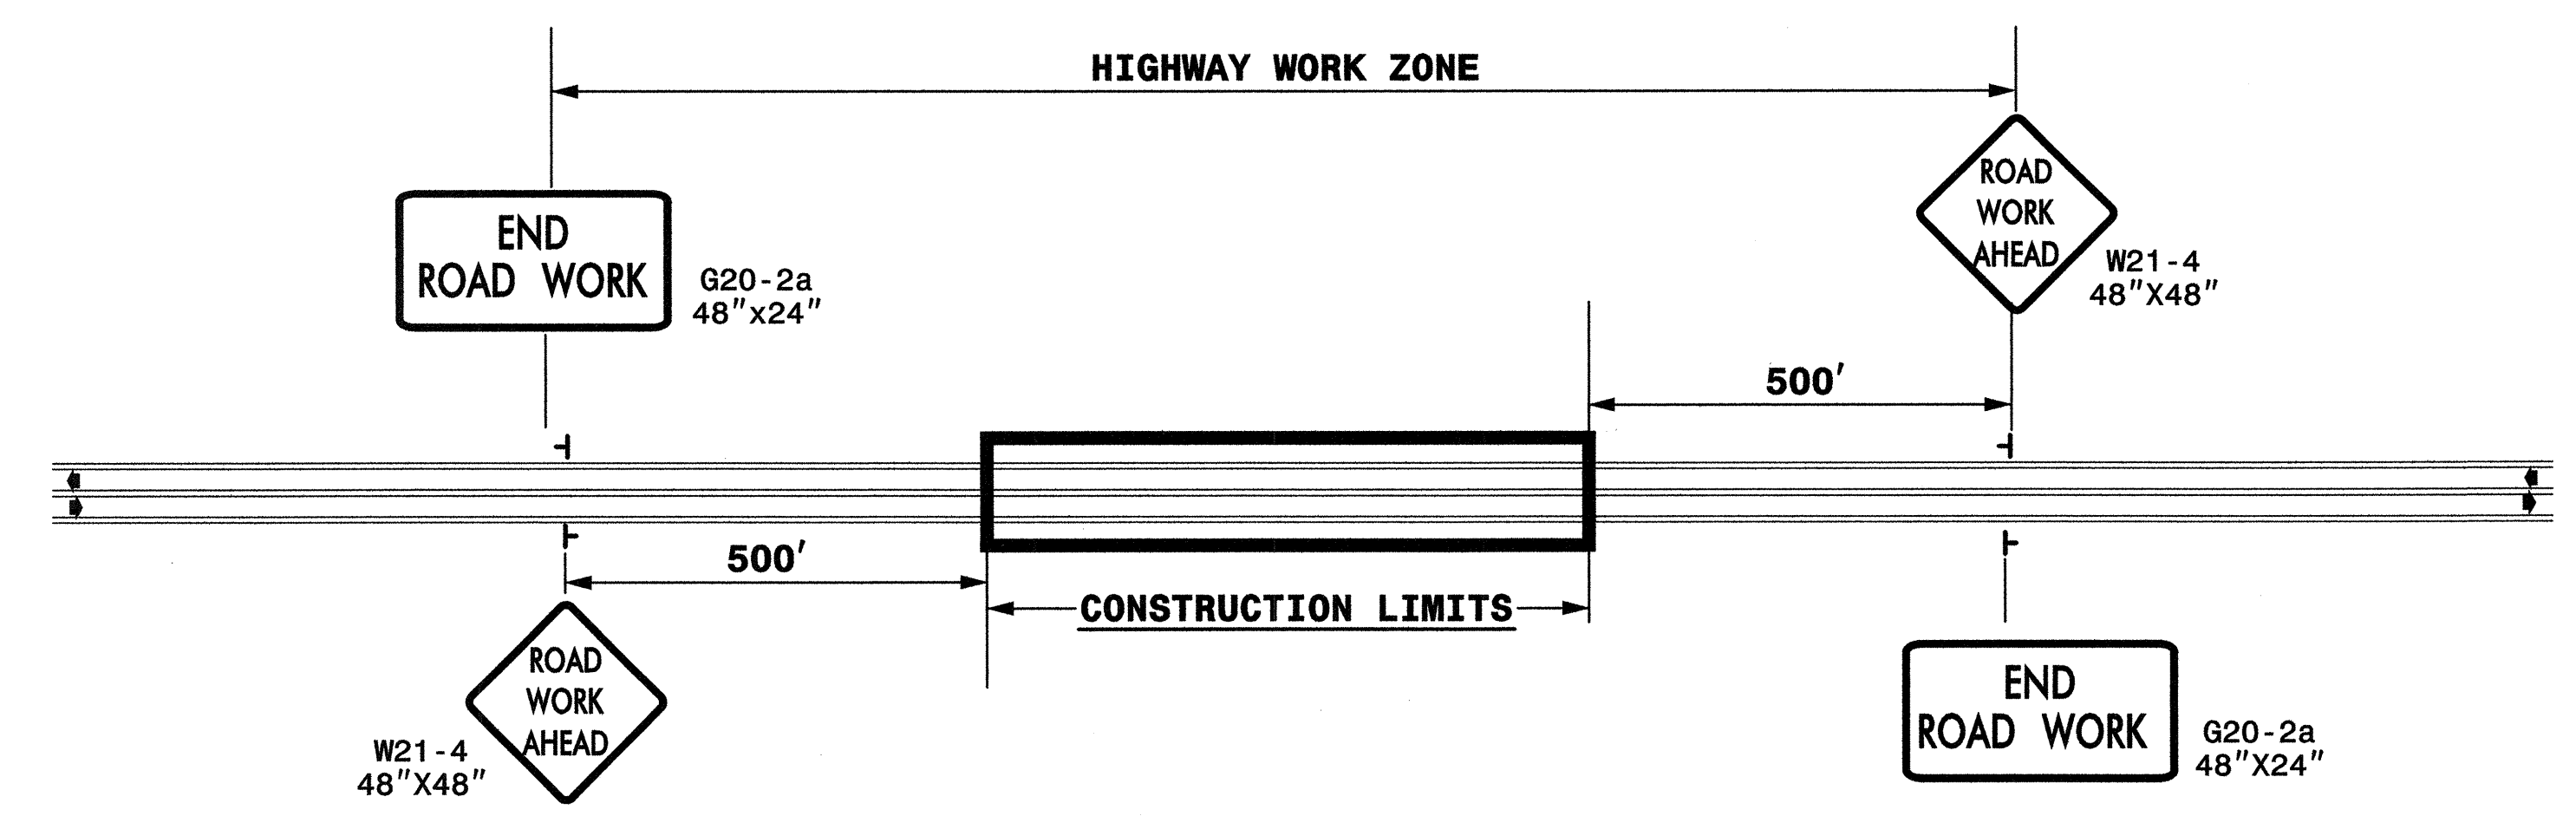 HIGHWAY WORK ZONE
END
ROAD WORK
G20-2a
48"x24"
ROAD
WORK
AHEAD
W21-4
48"X48"
500'
500'
CONSTRUCTION LIMITS
ROAD
WORK
AHEAD
W21-4
48"X48"
END
ROAD WORK
G20-2a
48"X24"